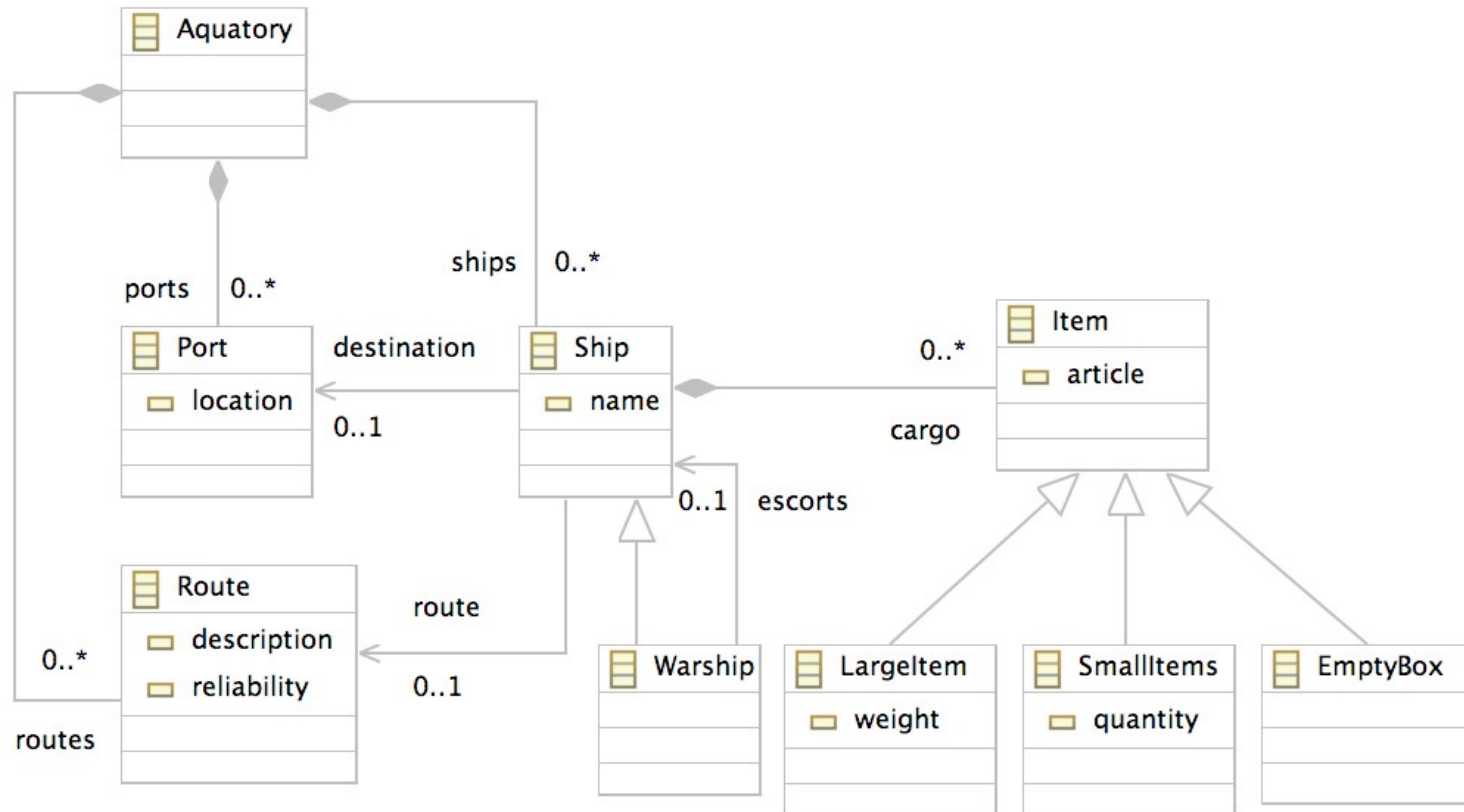 Aquatory
ships
0..*
ports
0..*
Port
location
destination
0..1
Ship
name
0..*
cargo
Item
article
0..1
escorts
Route
description
reliability
route
0..1
0..*
routes
Warship
LargeItem
weight
SmallItems
quantity
EmptyBox